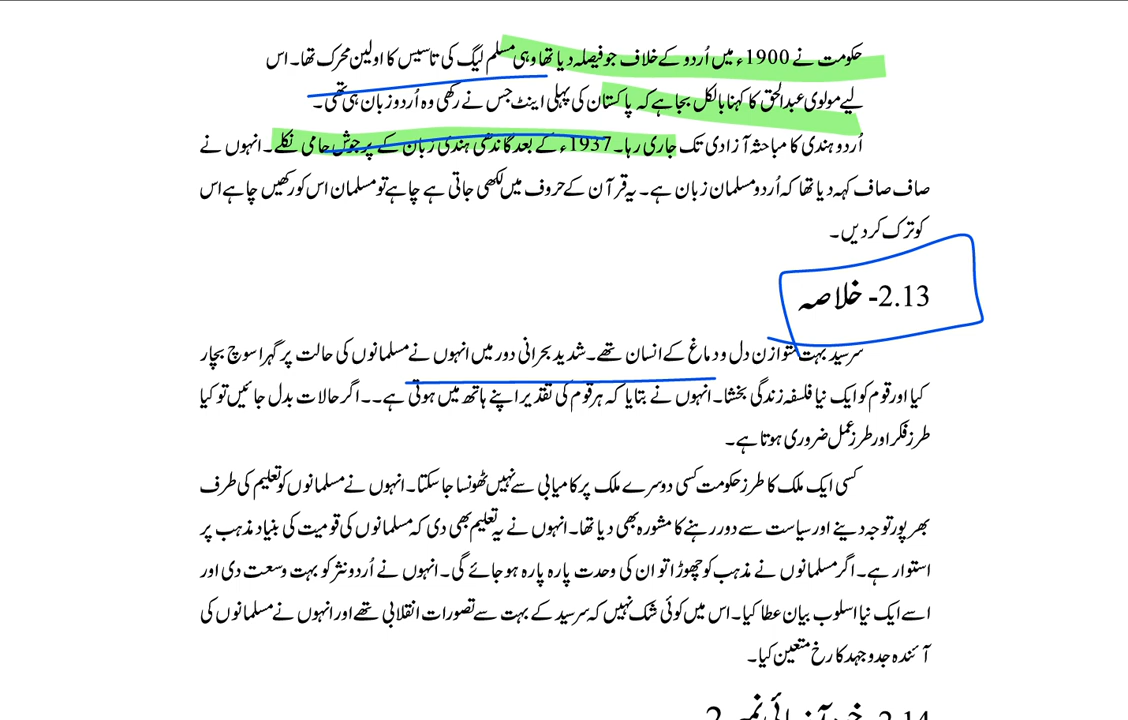 حکومت نے 1900ء میں اُردو کے خلاف جو فیصلہ دیا تھا وہی مسلم لیگ کی تاسیس کا اولین محرک تھا۔ اس
لیے مولوی عبدالحق کا کہنا بالکل بجا ہے کہ پاکستان کی پہلی اینٹ جس نے رکھی وہ اُردو زبان ہی تھی۔
اُردو ہندی کا مباحثہ آزادی تک جاری رہا۔ 1937ء کے بعد گاندھی ہندی زبان کے پرجوش حامی نکلے۔ انہوں نے
صاف صاف کہہ دیا تھا کہ اُردو مسلمان زبان ہے۔ یہ قرآن کے حروف میں لکھی جاتی ہے چاہے تو مسلمان اس کو رکھیں چاہے اس
کو ترک کر دیں۔
2.13- خلاصہ
سرسید بہت متوازن دل و دماغ کے انسان تھے۔ شدید بحرانی دور میں انہوں نے مسلمانوں کی حالت پر گہرا سوچ بچار
کیا اور قوم کو ایک نیا فلسفہ زندگی بخشا۔ انہوں نے بتایا کہ ہر قوم کی تقدیر اپنے ہاتھ میں ہوتی ہے۔۔ اگر حالات بدل جائیں تو کیا
طرز فکر اور طرز عمل ضروری ہوتا ہے۔
کسی ایک ملک کا طرز حکومت کسی دوسرے ملک پر کامیابی سے نہیں ٹھونسا جا سکتا۔ انہوں نے مسلمانوں کو تعلیم کی طرف
بھرپور توجہ دینے اور سیاست سے دور رہنے کا مشورہ بھی دیا تھا۔ انہوں نے یہ تعلیم بھی دی کہ مسلمانوں کی قومیت کی بنیاد مذہب پر
استوار ہے۔ اگر مسلمانوں نے مذہب کو چھوڑا تو ان کی وحدت پارہ پارہ ہو جائے گی۔ انہوں نے اُردو نثر کو بہت وسعت دی اور
اسے ایک نیا اسلوب بیان عطا کیا۔ اس میں کوئی شک نہیں کہ سرسید کے بہت سے تصورات انقلابی تھے اور انہوں نے مسلمانوں کی
آئندہ جدوجہد کا رخ متعین کیا۔
2.14- خود آزمائی نمبر 2